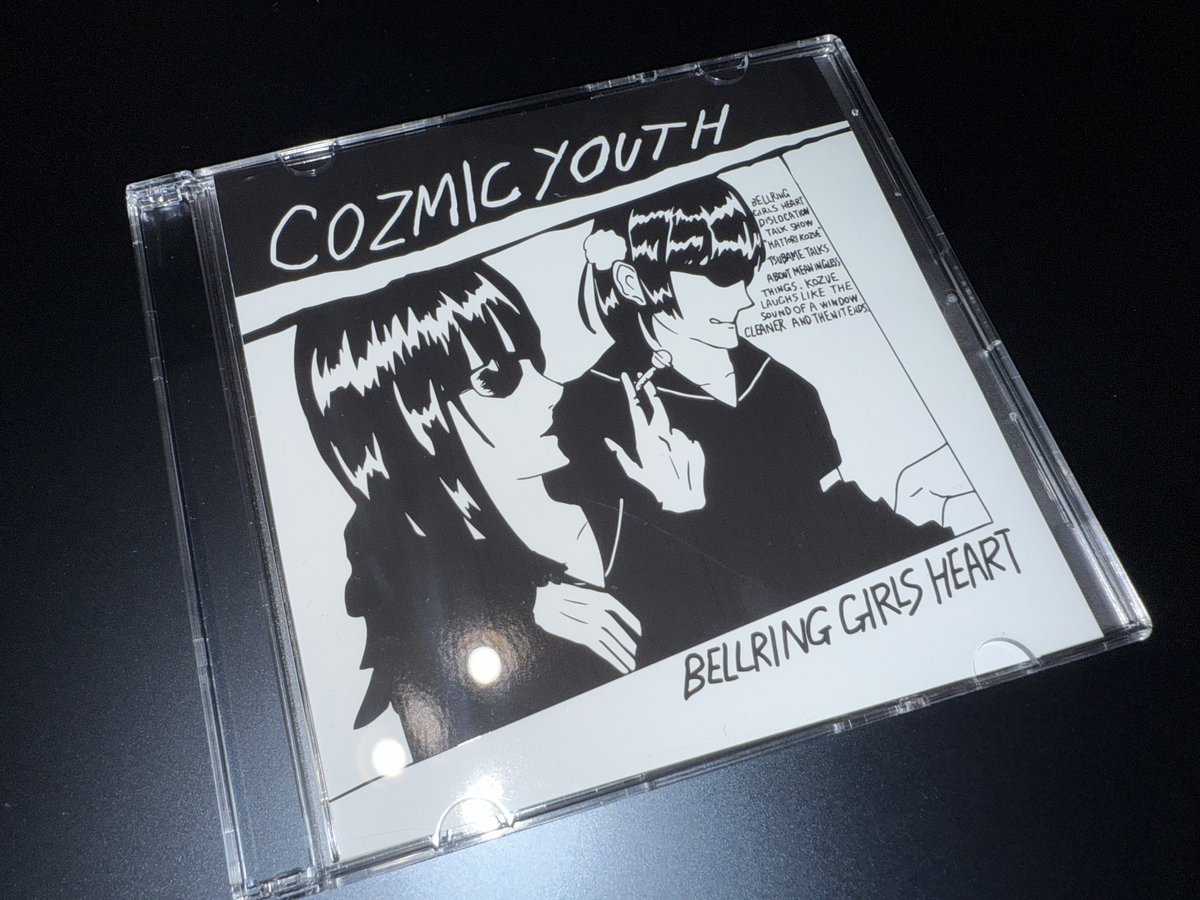 COZMIC YOUTH
BELLRING
GIRLS HEART
DISLOCATION
TALK SHOW
"HATTORI KOZUE"
TSUBAME TALKS
ABOUT MEANINGLESS
THINGS. KOZUE
LAUGHS LIKE THE
SOUND OF A WINDOW
CLEANER AND THEN IT ENDS.
BELLRING GIRLS HEART